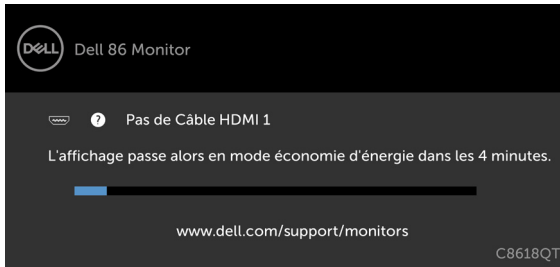 DELL Dell 86 Monitor
? Pas de Câble HDMI 1
L'affichage passe alors en mode économie d'énergie dans les 4 minutes.
www.dell.com/support/monitors
C8618QT